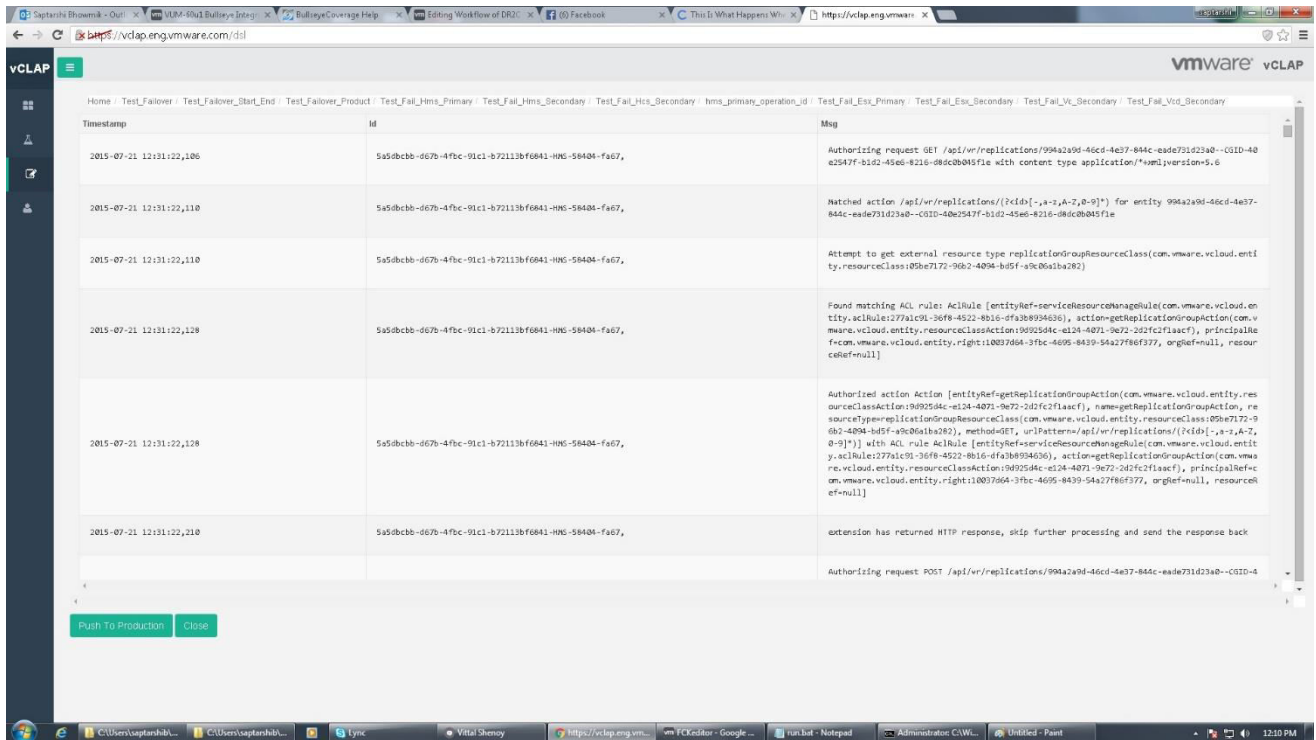 Saptarshi Bhowmik - Outl
VUM-60u1 Bullseye Integr
BullseyeCoverage Help
Editing Workflow of DR2C
(6) Facebook
This Is What Happens Whe
https://vclap.eng.vmware
saptarshi
https://vclap.eng.vmware.com/dsl
vCLAP
vmware vCLAP
Home / Test_Failover / Test_Failover_Start_End / Test_Failover_Product / Test_Fail_Hms_Primary / Test_Fail_Hms_Secondary / Test_Fail_Hcs_Secondary / hms_primary_operation_id / Test_Fail_Esx_Primary / Test_Fail_Esx_Secondary / Test_Fail_Vc_Secondary / Test_Fail_Vcd_Secondary
Timestamp Id Msg
2015-07-21 12:31:22,106 5a5dbcbb-d67b-4fbc-91c1-b72113bf6841-HMS-58404-fa67,
Authorizing request GET /api/vr/replications/994a2a9d-46cd-4e37-844c-eade731d23a0--CGID-40
e2547f-b1d2-45e6-8216-d8dc0b045f1e with content type application/*+xml;version=5.6
2015-07-21 12:31:22,110 5a5dbcbb-d67b-4fbc-91c1-b72113bf6841-HMS-58404-fa67,
Matched action /api/vr/replications/(?<id>[-,a-z,A-Z,0-9]*) for entity 994a2a9d-46cd-4e37-
844c-eade731d23a0--CGID-40e2547f-b1d2-45e6-8216-d8dc0b045f1e
2015-07-21 12:31:22,110 5a5dbcbb-d67b-4fbc-91c1-b72113bf6841-HMS-58404-fa67,
Attempt to get external resource type replicationGroupResourceClass(com.vmware.vcloud.enti
ty.resourceClass:05be7172-96b2-4094-bd5f-a9c06a1ba282)
2015-07-21 12:31:22,128 5a5dbcbb-d67b-4fbc-91c1-b72113bf6841-HMS-58404-fa67,
Found matching ACL rule: AclRule [entityRef=serviceResourceManageRule(com.vmware.vcloud.en
tity.aclRule:277a1c91-36f8-4522-8b16-dfa3b8934636), action=getReplicationGroupAction(com.v
mware.vcloud.entity.resourceClassAction:9d925d4c-e124-4071-9e72-2d2fc2f1aacf), principalRe
f=com.vmware.vcloud.entity.right:10037d64-3fbc-4695-8439-54a27f86f377, orgRef=null, resour
ceRef=null]
2015-07-21 12:31:22,128 5a5dbcbb-d67b-4fbc-91c1-b72113bf6841-HMS-58404-fa67,
Authorized action Action [entityRef=getReplicationGroupAction(com.vmware.vcloud.entity.res
ourceClassAction:9d925d4c-e124-4071-9e72-2d2fc2f1aacf), name=getReplicationGroupAction, re
sourceType=replicationGroupResourceClass(com.vmware.vcloud.entity.resourceClass:05be7172-9
6b2-4094-bd5f-a9c06a1ba282), method=GET, urlPattern=/api/vr/replications/(?<id>[-,a-z,A-Z,
0-9]*)] with ACL rule AclRule [entityRef=serviceResourceManageRule(com.vmware.vcloud.entit
y.aclRule:277a1c91-36f8-4522-8b16-dfa3b8934636), action=getReplicationGroupAction(com.vmwa
re.vcloud.entity.resourceClassAction:9d925d4c-e124-4071-9e72-2d2fc2f1aacf), principalRef=c
om.vmware.vcloud.entity.right:10037d64-3fbc-4695-8439-54a27f86f377, orgRef=null, resourceR
ef=null]
2015-07-21 12:31:22,210 5a5dbcbb-d67b-4fbc-91c1-b72113bf6841-HMS-58404-fa67,
extension has returned HTTP response, skip further processing and send the response back
Authorizing request POST /api/vr/replications/994a2a9d-46cd-4e37-844c-eade731d23a0--CGID-4
Push To Production Close
C:\Users\saptarshib\... C:\Users\saptarshib\... Lync Vittal Shenoy https://vclap.eng.vm... FCKeditor - Google ... run.bat - Notepad Administrator: C:\Wi... Untitled - Paint 12:10 PM